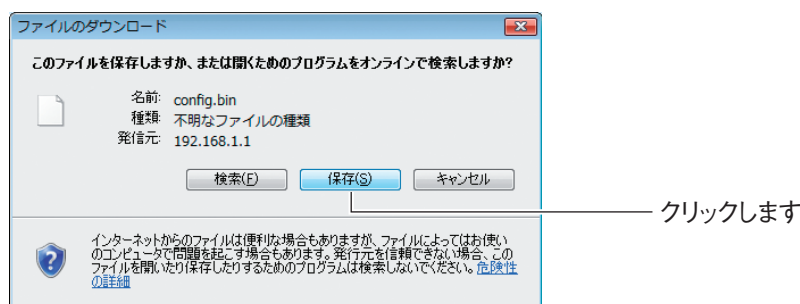 ファイルのダウンロード
このファイルを保存しますか、または開くためのプログラムをオンラインで検索しますか?
名前: config.bin
種類: 不明なファイルの種類
発信元: 192.168.1.1
検索(F) 保存(S) キャンセル
クリックします
インターネットからのファイルは便利な場合もありますが、ファイルによってはお使い
のコンピュータで問題を起こす場合もあります。発行元を信頼できない場合、この
ファイルを開いたり保存したりするためのプログラムは検索しないでください。危険性
の詳細